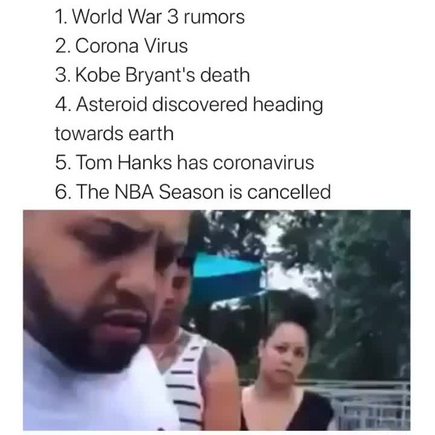 1. World War 3 rumors
2. Corona Virus
3. Kobe Bryant's death
4. Asteroid discovered heading
towards earth
5. Tom Hanks has coronavirus
6. The NBA Season is cancelled